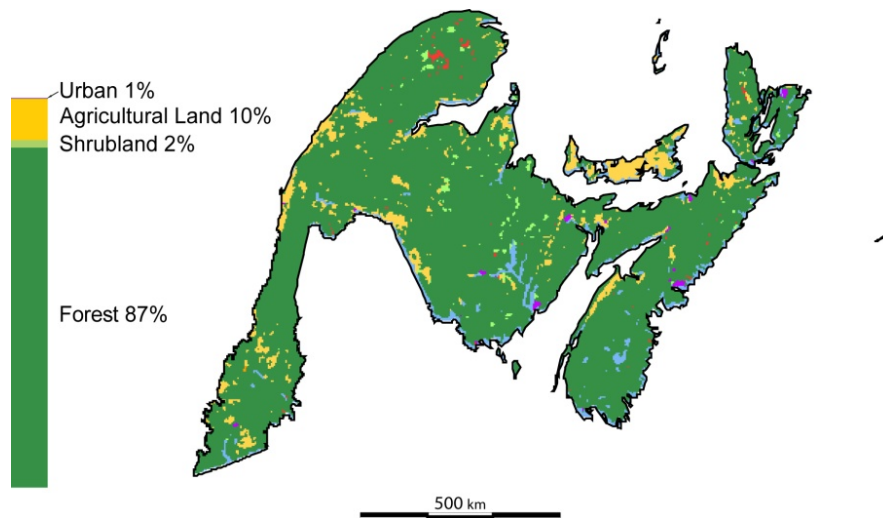 Urban 1%
Agricultural Land 10%
Shrubland 2%
Forest 87%
500 km